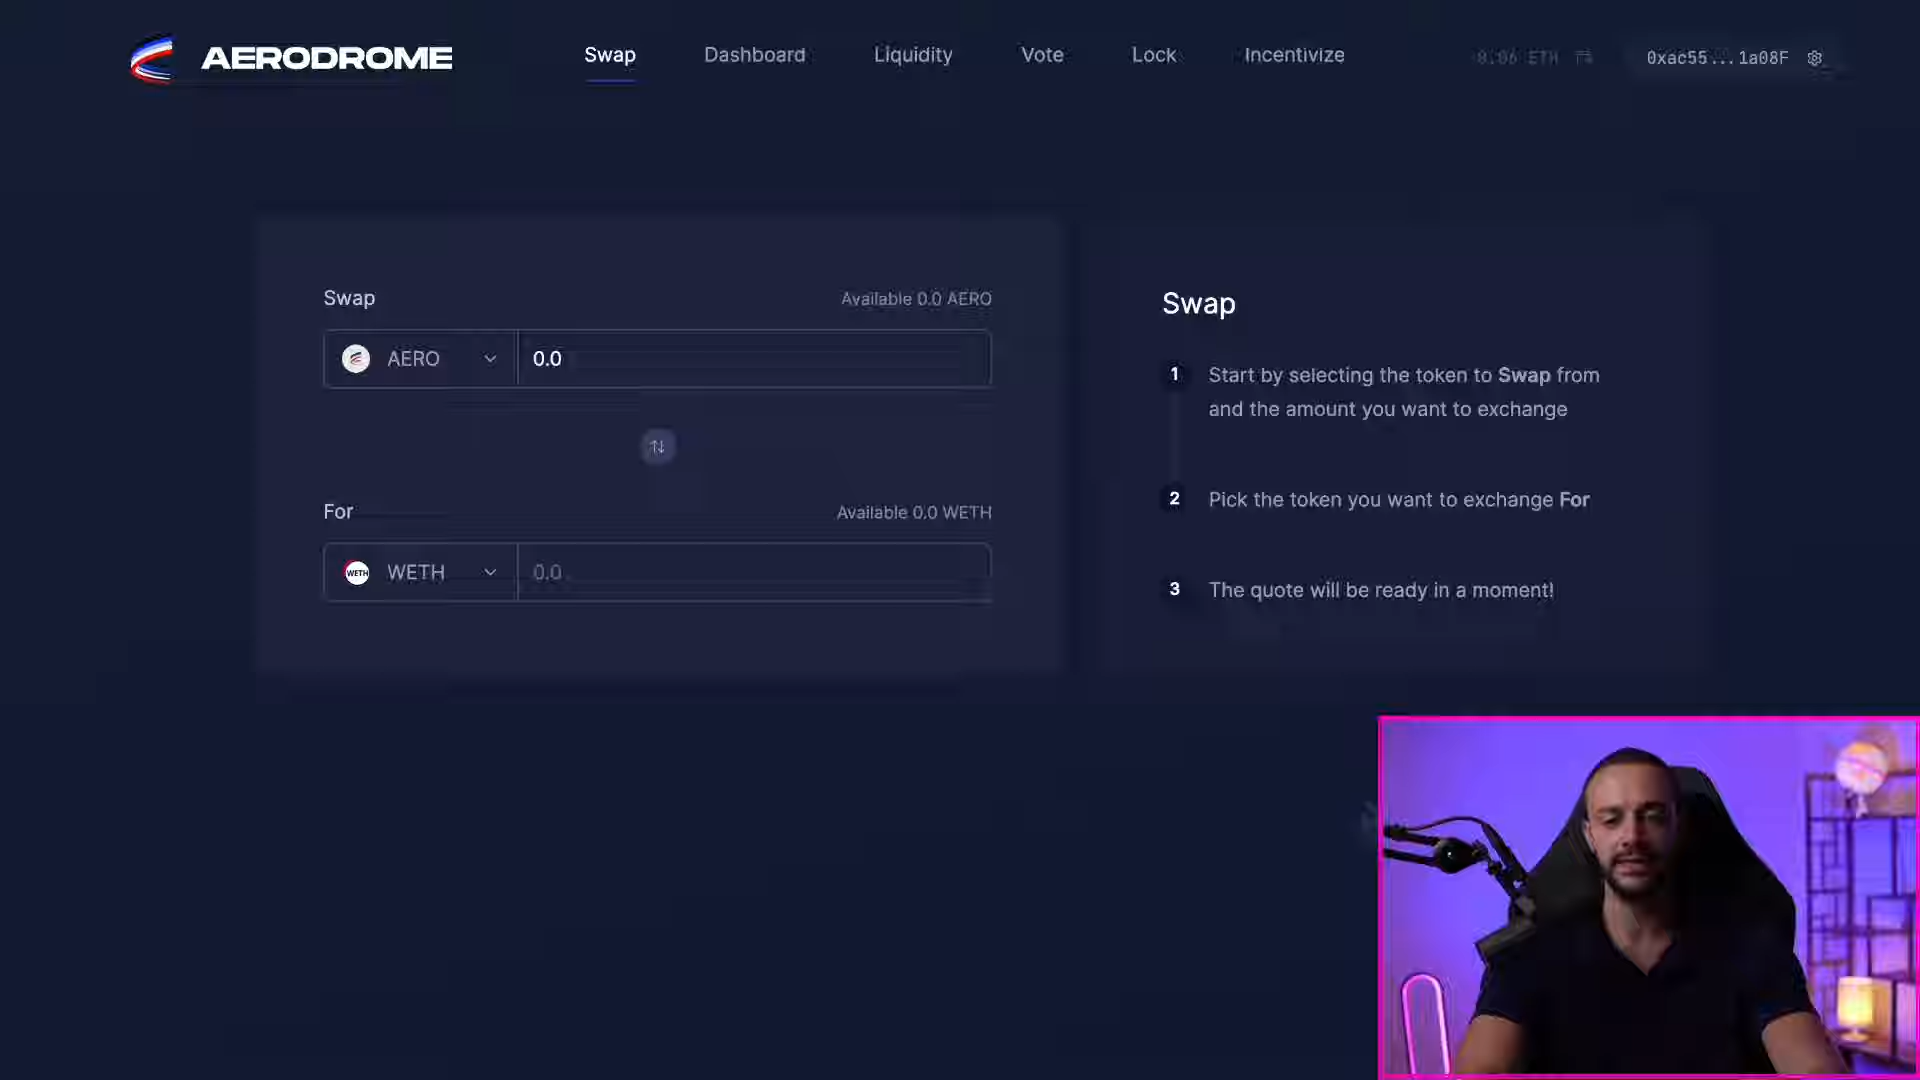 AERODROME
Swap
Dashboard
Liquidity
Vote
Lock
Incentivize
0xac55...1a08F
Swap
Available 0.0 AERO
AERO
0.0
For
Available 0.0 WETH
WETH
WETH
0.0
Swap
1
Start by selecting the token to Swap from
and the amount you want to exchange
2
Pick the token you want to exchange For
3
The quote will be ready in a moment!